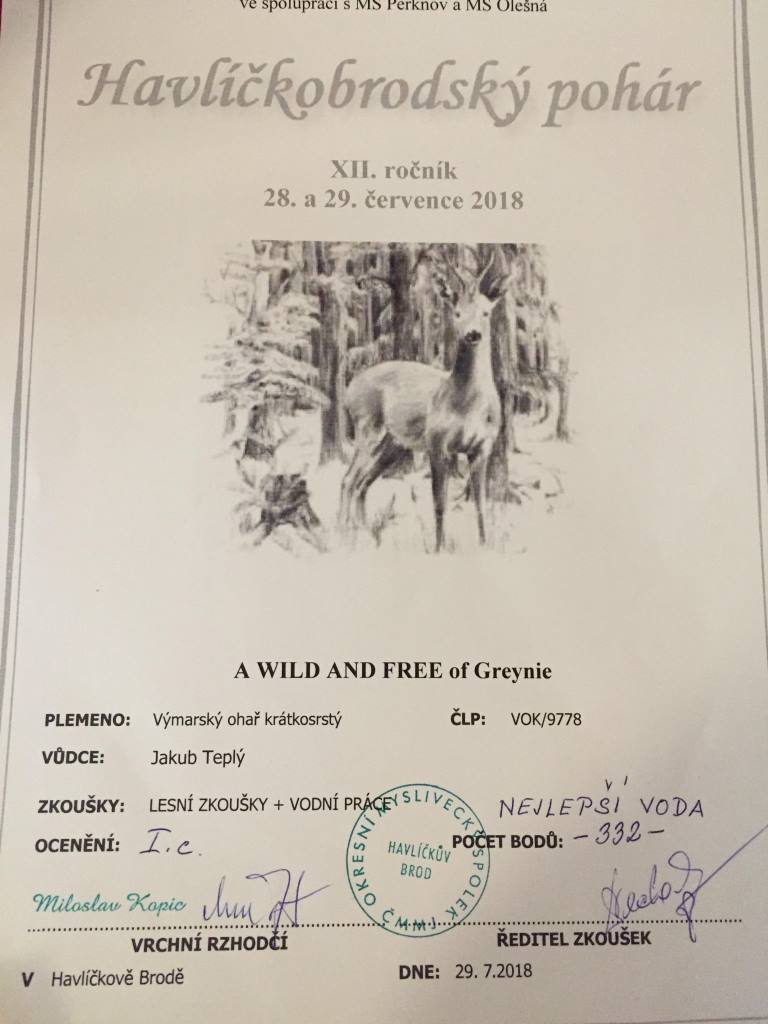 ve spolupráci s MS Perknov a MS Olešná
Havlíčkobrodský pohár
XII. ročník
28. a 29. července 2018
A WILD AND FREE of Greynie
PLEMENO: Výmarský ohař krátkosrstý ČLP: VOK/9778
VŮDCE: Jakub Teplý
ZKOUŠKY: LESNÍ ZKOUŠKY + VODNÍ PRÁCE NEJLEPŠÍ VODA
OCENĚNÍ: I.c. POČET BODŮ: -332-
OKRESNÍ MYSLIVECKÝ SPOLEK ČMMJ
HAVLÍČKŮV
BROD
Miloslav Kopic
VRCHNÍ RZHODČÍ ŘEDITEL ZKOUŠEK
V Havlíčkově Brodě DNE: 29. 7.2018